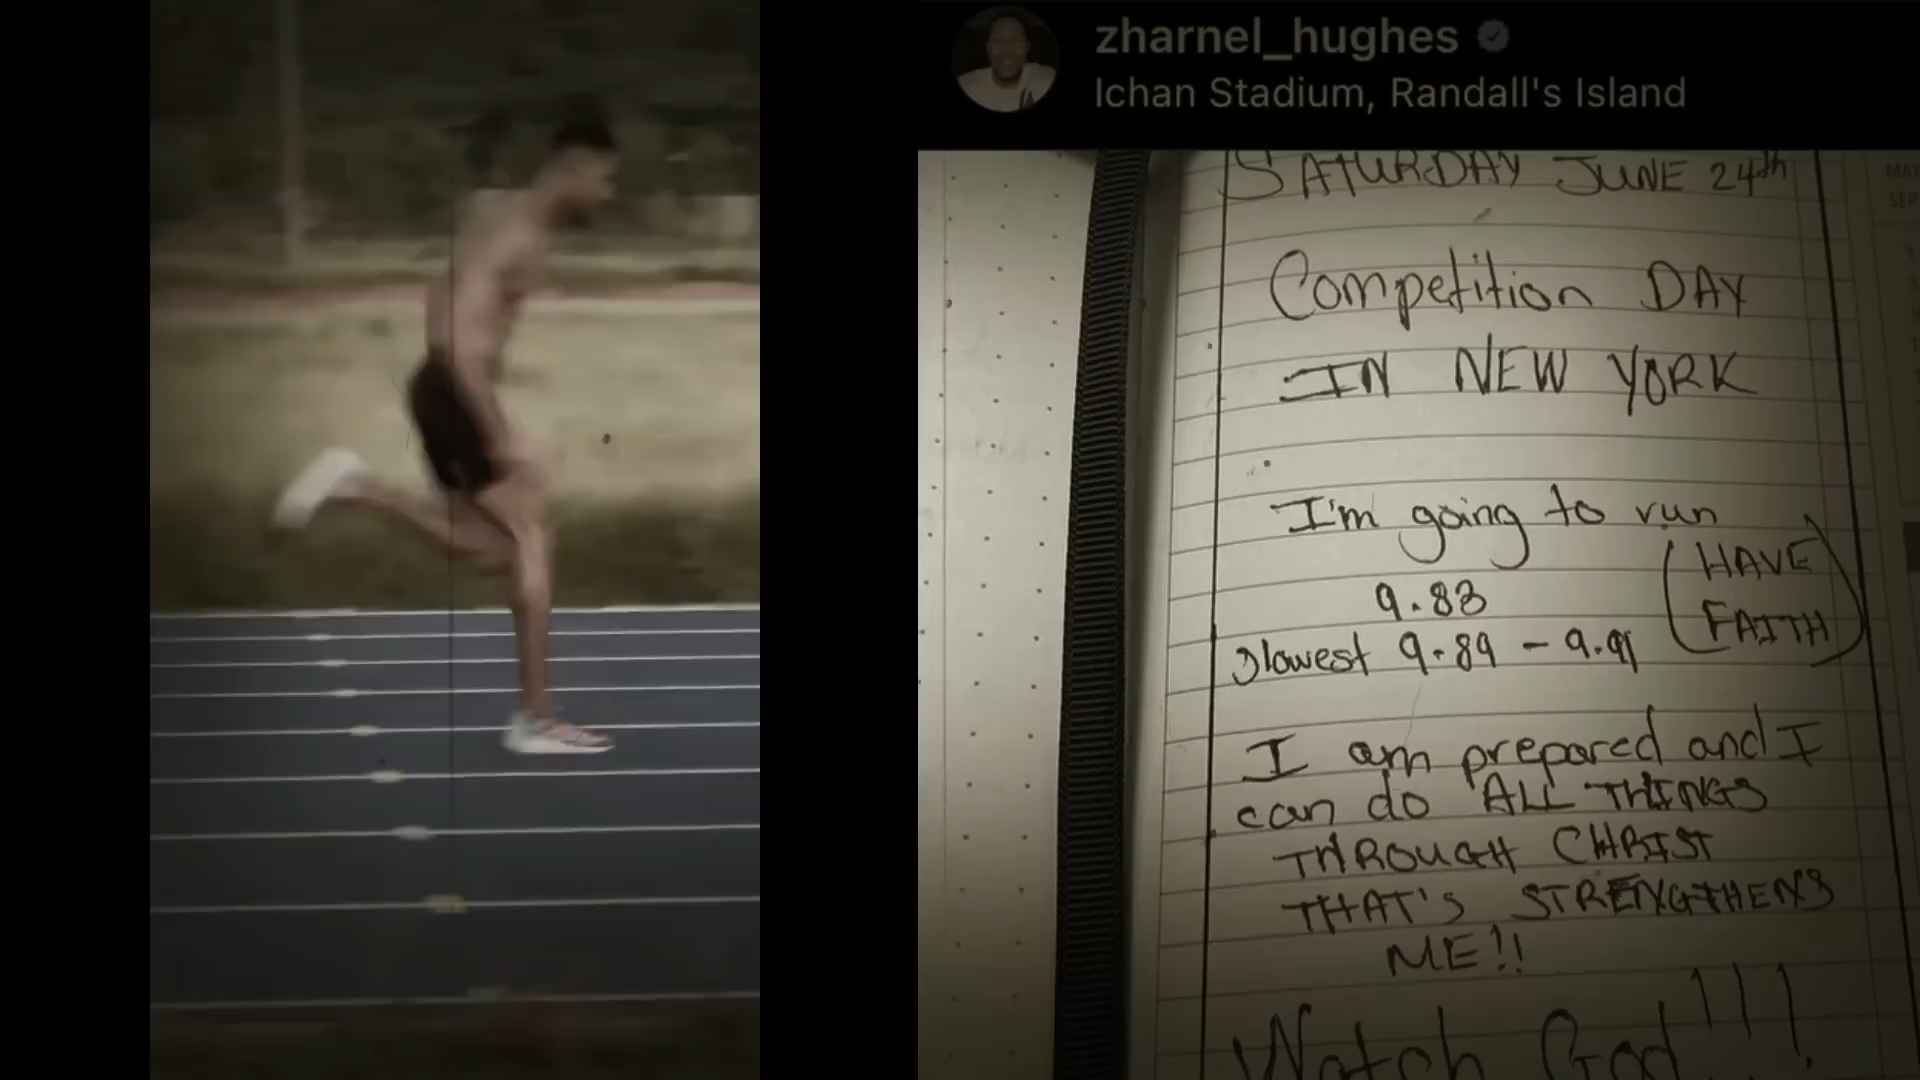 zharnel_hughes
Ichan Stadium, Randall's Island
SATURDAY JUNE 24th
MAY
SEP
Competition DAY
IN NEW YORK
I'm going to run
9.83
(HAVE FAITH)
slowest 9.89 - 9.91
I am prepared and I
can do ALL THINGS
THROUGH CHRIST
THAT'S STRENGTHENS
ME!!
Watch God!!!